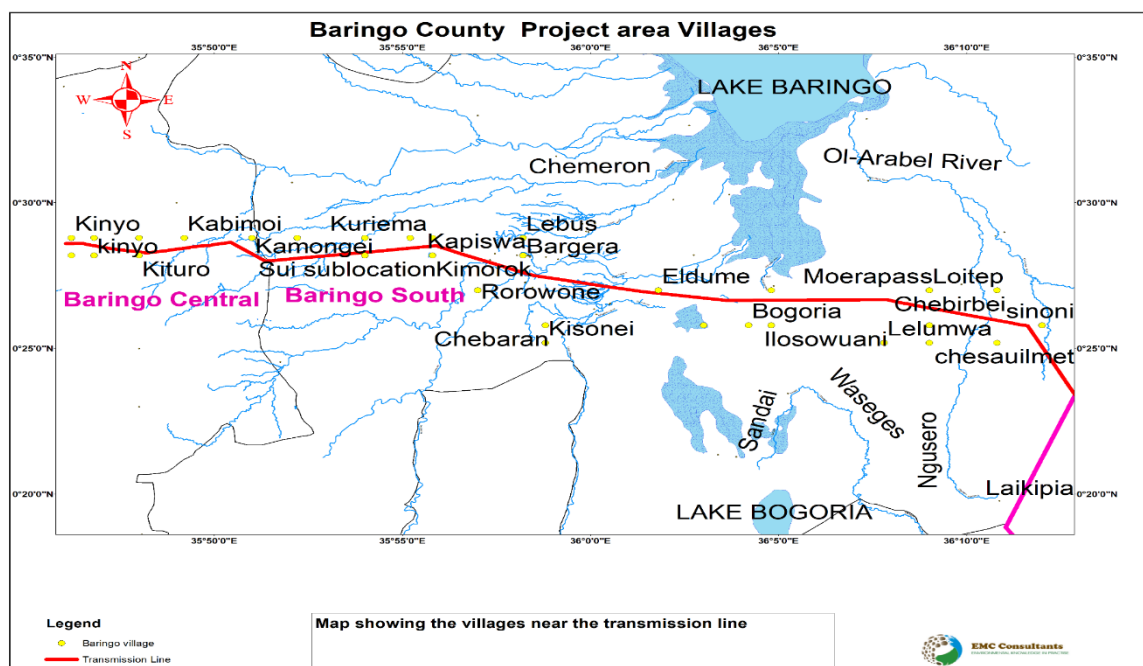 Baringo County Project area Villages
35°50'0"E 35°55'0"E 36°0'0"E 36°5'0"E 36°10'0"E
0°35'0"N 0°35'0"N
N
W E
S
LAKE BARINGO
Chemeron
Ol-Arabel River
0°30'0"N 0°30'0"N
Kinyo Kabimoi Kuriema Lebus
kinyo Kamongei Kapiswa Bargera
Kituro Sui sublocation Kimorok Eldume Moerapass Loitep
Baringo Central Baringo South Rorowone
Bogoria Chebirbei sinoni
Chebaran Kisonei Ilosowuani Lelumwa
0°25'0"N 0°25'0"N
chesauilmet
Waseges
Sandai
Ngusero
Laikipia
0°20'0"N 0°20'0"N
LAKE BOGORIA
35°50'0"E 35°55'0"E 36°0'0"E 36°5'0"E 36°10'0"E
Legend
Baringo village
Transmission Line
Map showing the villages near the transmission line
EMC Consultants